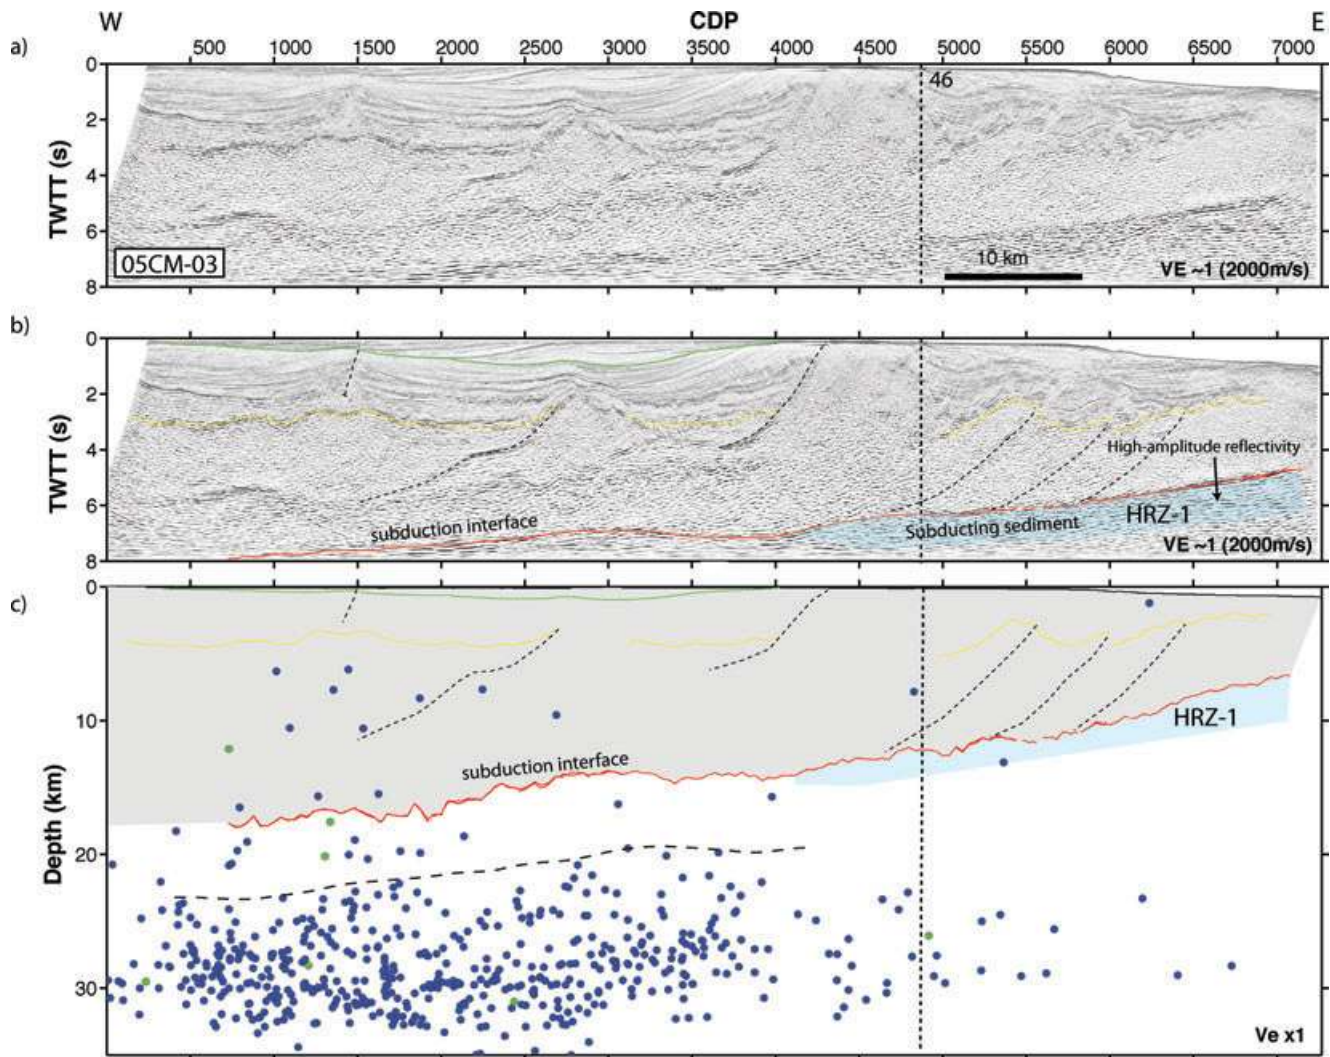 W CDP E
500 1000 1500 2000 2500 3000 3500 4000 4500 5000 5500 6000 6500 7000
a)
0
2
4
6
8
TWTT (s)
46
05CM-03
10 km
VE ~1 (2000m/s)
b)
0
2
4
6
8
TWTT (s)
High-amplitude reflectivity
subduction interface
Subducting sediment
HRZ-1
VE ~1 (2000m/s)
c)
0
10
20
30
Depth (km)
HRZ-1
subduction interface
Ve x1